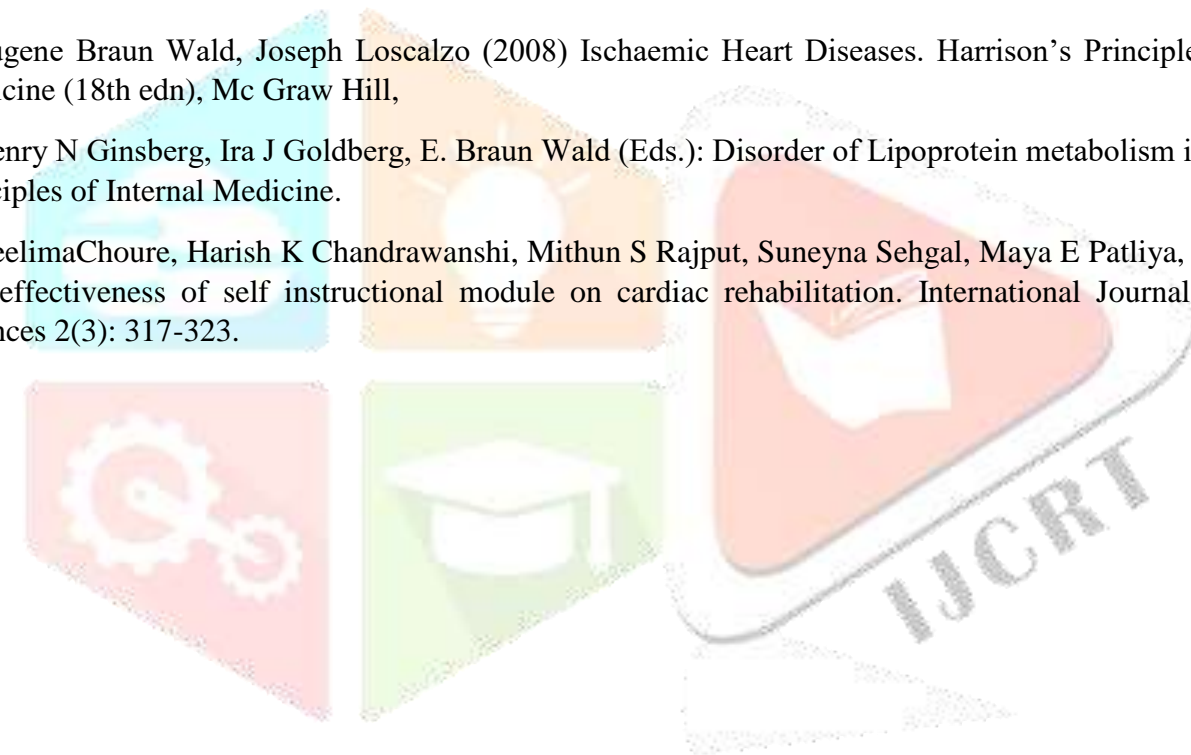 ugene Braun Wald, Joseph Loscalzo (2008) Ischaemic Heart Diseases. Harrison’s Principle
icine (18th edn), Mc Graw Hill,
enry N Ginsberg, Ira J Goldberg, E. Braun Wald (Eds.): Disorder of Lipoprotein metabolism i
ciples of Internal Medicine.
eelimaChoure, Harish K Chandrawanshi, Mithun S Rajput, Suneyna Sehgal, Maya E Patliya,
effectiveness of self instructional module on cardiac rehabilitation. International Journal
nces 2(3): 317-323.
IJCRT